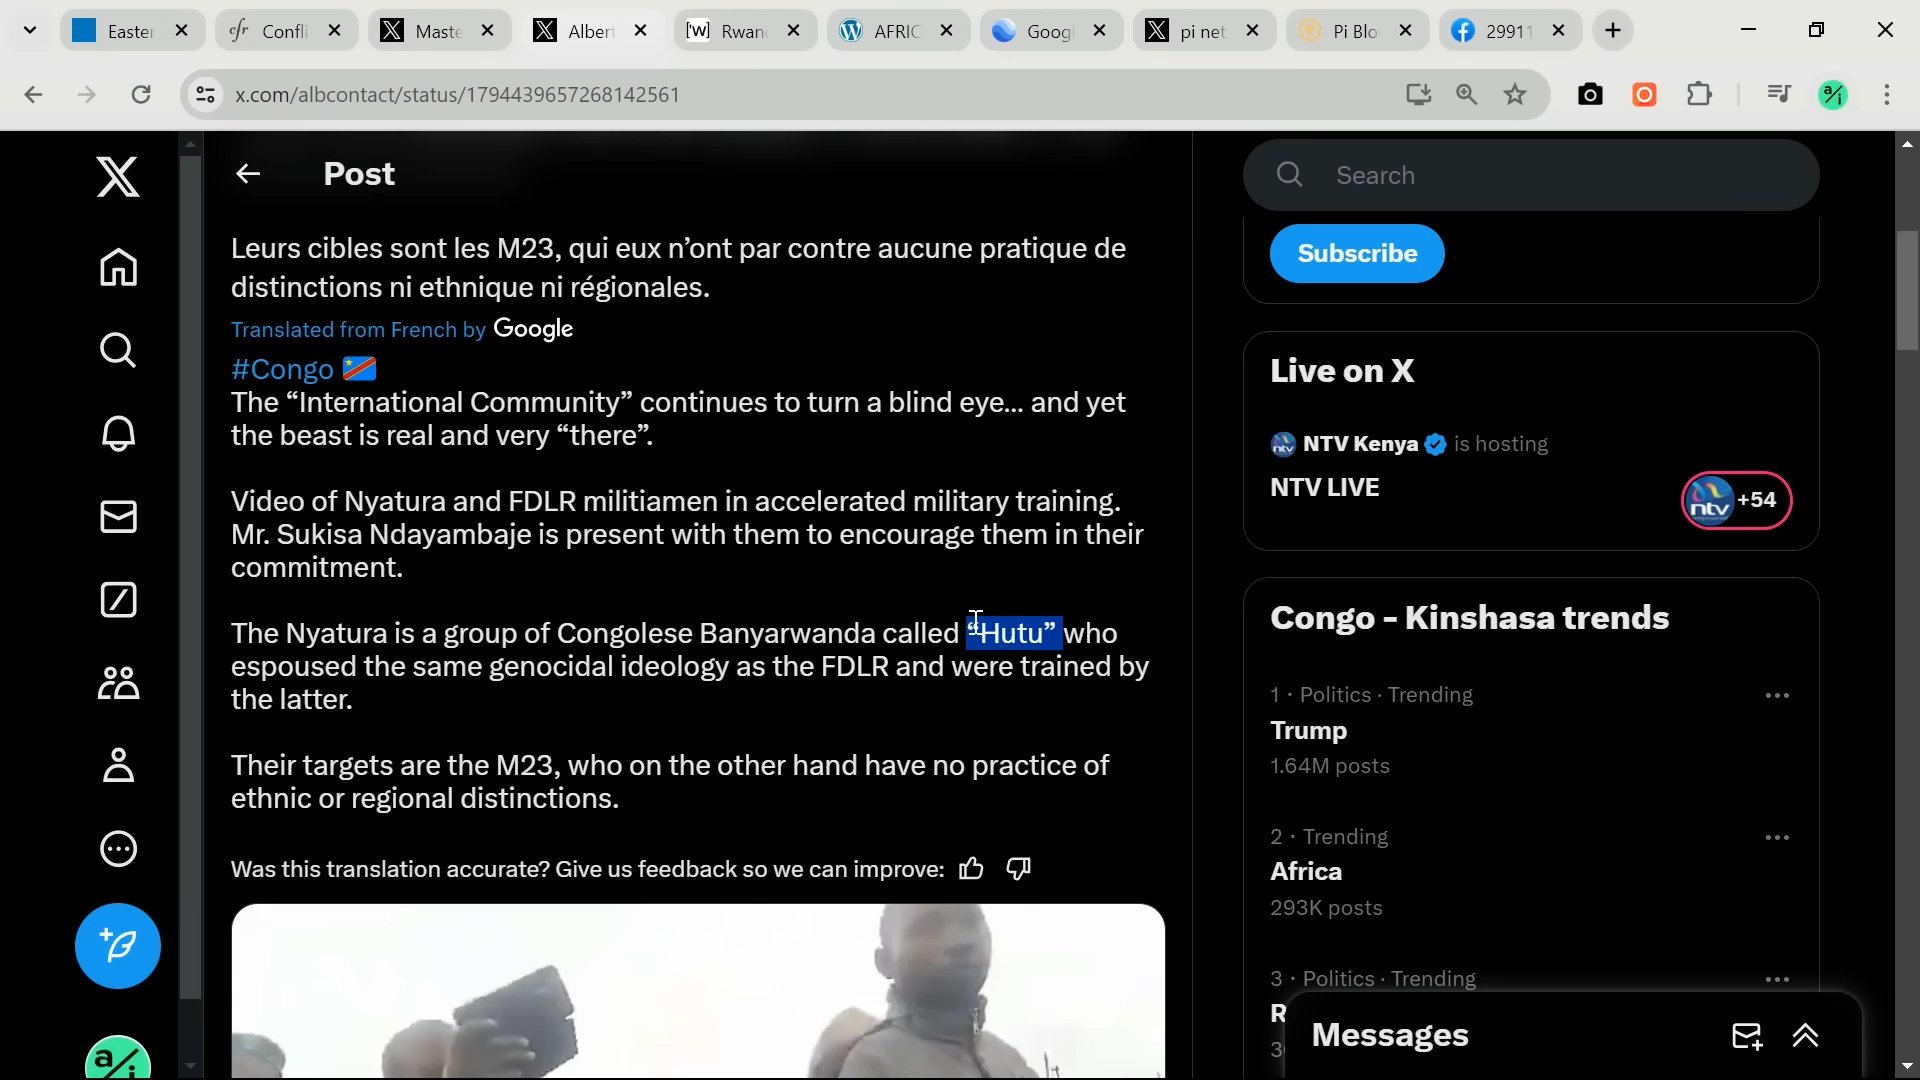 Easter
Confli
Maste
Albert
['w] Rwan
AFRIC
Goog
pi net
Pi Blo
29911
x.com/albcontact/status/1794439657268142561
Post
Search
Leurs cibles sont les M23, qui eux n’ont par contre aucune pratique de
distinctions ni ethnique ni régionales.
Translated from French by Google
#Congo
The “International Community” continues to turn a blind eye... and yet
the beast is real and very “there”.
Video of Nyatura and FDLR militiamen in accelerated military training.
Mr. Sukisa Ndayambaje is present with them to encourage them in their
commitment.
The Nyatura is a group of Congolese Banyarwanda called “Hutu” who
espoused the same genocidal ideology as the FDLR and were trained by
the latter.
Their targets are the M23, who on the other hand have no practice of
ethnic or regional distinctions.
Was this translation accurate? Give us feedback so we can improve:
Subscribe
Live on X
NTV Kenya is hosting
NTV LIVE
ntv +54
Congo - Kinshasa trends
1 · Politics · Trending
Trump
1.64M posts
2 · Trending
Africa
293K posts
3 · Politics · Trending
Messages
a/i